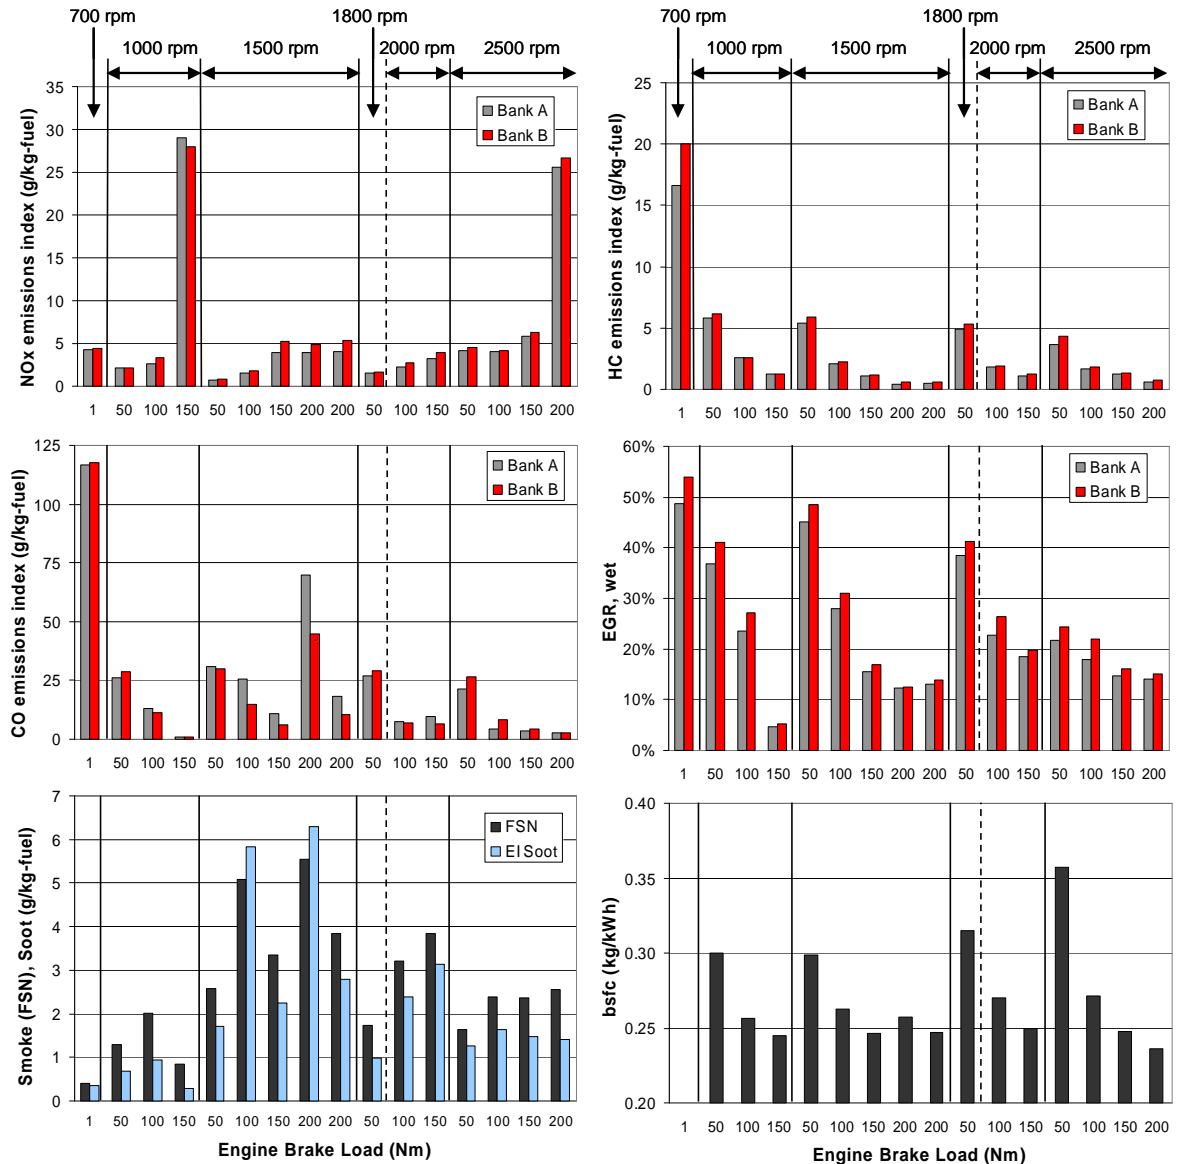 700 rpm
1800 rpm
1000 rpm
1500 rpm
2000 rpm
2500 rpm
NOx emissions index (g/kg-fuel)
35
30
25
20
15
10
5
0
Bank A
Bank B
1 50 100 150 50 100 150 200 200 50 100 150 50 100 150 200
700 rpm
1800 rpm
1000 rpm
1500 rpm
2000 rpm
2500 rpm
HC emissions index (g/kg-fuel)
25
20
15
10
5
0
Bank A
Bank B
1 50 100 150 50 100 150 200 200 50 100 150 50 100 150 200
CO emissions index (g/kg-fuel)
125
100
75
50
25
0
Bank A
Bank B
1 50 100 150 50 100 150 200 200 50 100 150 50 100 150 200
EGR, wet
60%
50%
40%
30%
20%
10%
0%
Bank A
Bank B
1 50 100 150 50 100 150 200 200 50 100 150 50 100 150 200
Smoke (FSN), Soot (g/kg-fuel)
7
6
5
4
3
2
1
0
FSN
EI Soot
1 50 100 150 50 100 150 200 200 50 100 150 50 100 150 200
Engine Brake Load (Nm)
bsfc (kg/kWh)
0.40
0.35
0.30
0.25
0.20
1 50 100 150 50 100 150 200 200 50 100 150 50 100 150 200
Engine Brake Load (Nm)